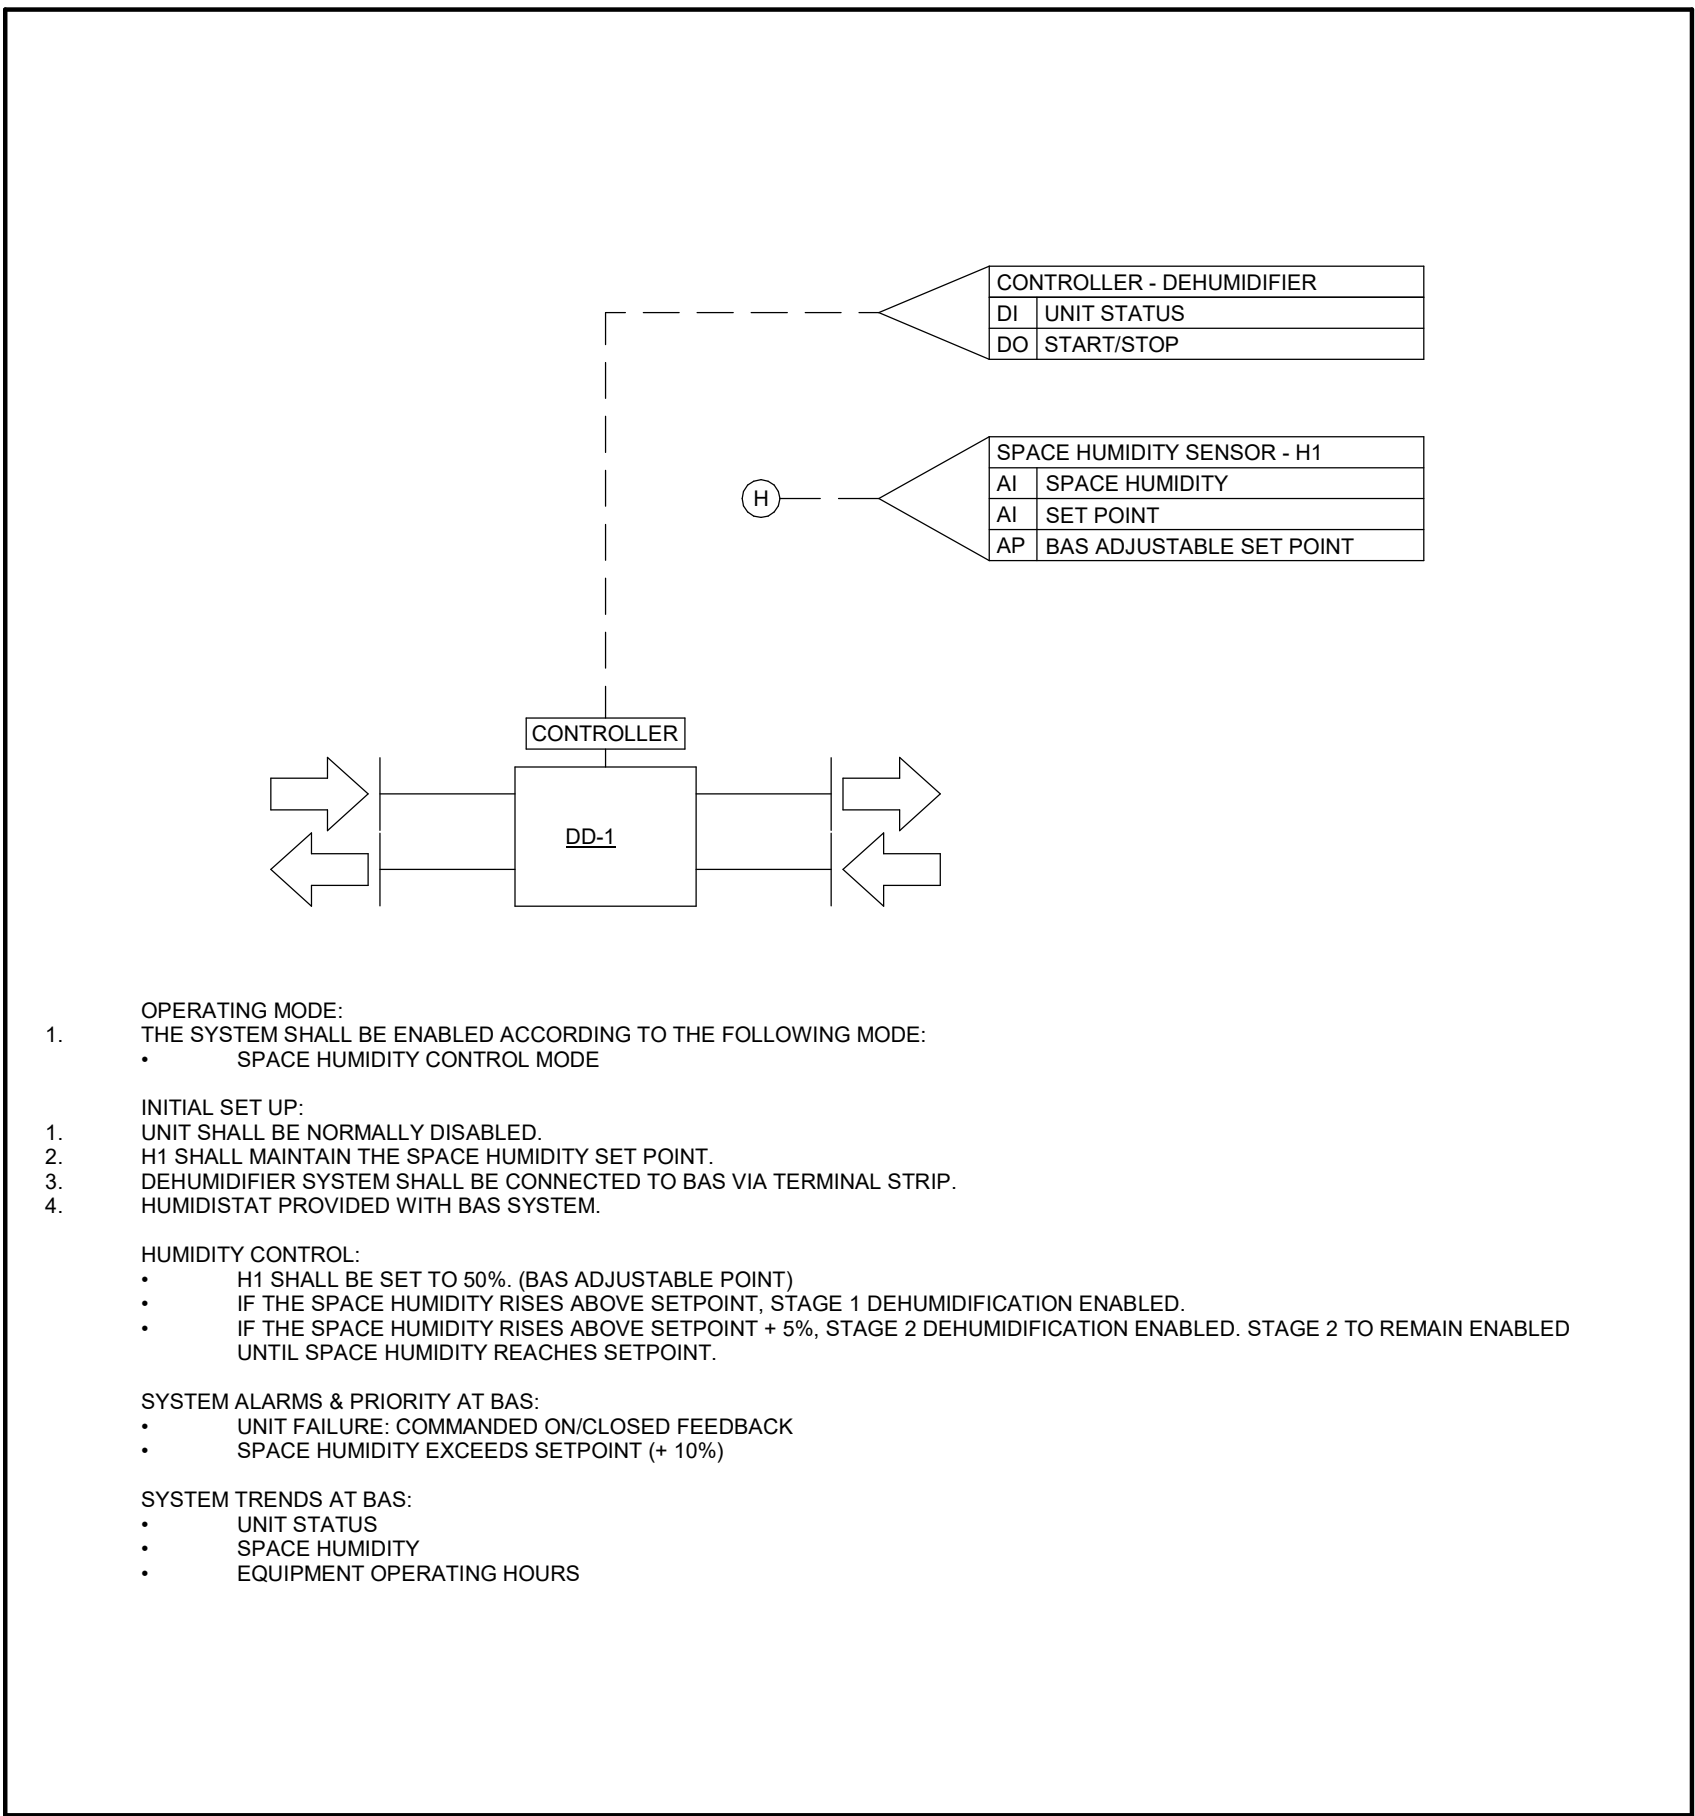 CONTROLLER - DEHUMIDIFIER
DI UNIT STATUS
DO START/STOP
SPACE HUMIDITY SENSOR - H1
AI SPACE HUMIDITY
AI SET POINT
AP BAS ADJUSTABLE SET POINT
H
CONTROLLER
DD-1
OPERATING MODE:
1. THE SYSTEM SHALL BE ENABLED ACCORDING TO THE FOLLOWING MODE:
• SPACE HUMIDITY CONTROL MODE
INITIAL SET UP:
1. UNIT SHALL BE NORMALLY DISABLED.
2. H1 SHALL MAINTAIN THE SPACE HUMIDITY SET POINT.
3. DEHUMIDIFIER SYSTEM SHALL BE CONNECTED TO BAS VIA TERMINAL STRIP.
4. HUMIDISTAT PROVIDED WITH BAS SYSTEM.
HUMIDITY CONTROL:
• H1 SHALL BE SET TO 50%. (BAS ADJUSTABLE POINT)
• IF THE SPACE HUMIDITY RISES ABOVE SETPOINT, STAGE 1 DEHUMIDIFICATION ENABLED.
• IF THE SPACE HUMIDITY RISES ABOVE SETPOINT + 5%, STAGE 2 DEHUMIDIFICATION ENABLED. STAGE 2 TO REMAIN ENABLED
UNTIL SPACE HUMIDITY REACHES SETPOINT.
SYSTEM ALARMS & PRIORITY AT BAS:
• UNIT FAILURE: COMMANDED ON/CLOSED FEEDBACK
• SPACE HUMIDITY EXCEEDS SETPOINT (+ 10%)
SYSTEM TRENDS AT BAS:
• UNIT STATUS
• SPACE HUMIDITY
• EQUIPMENT OPERATING HOURS